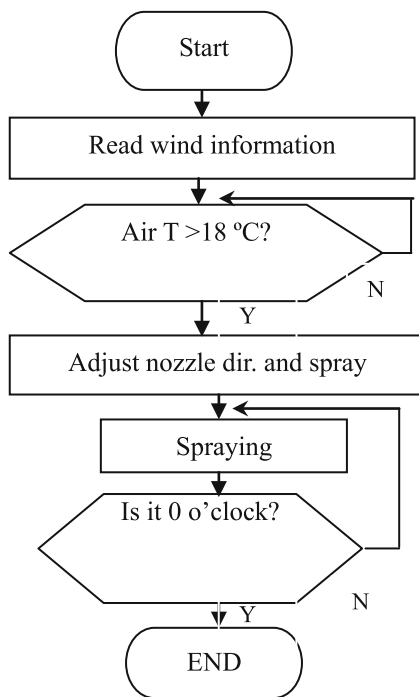 Start
Read wind information
Air T >18 ºC?
N
Y
Adjust nozzle dir. and spray
Spraying
Is it 0 o’clock?
N
Y
END